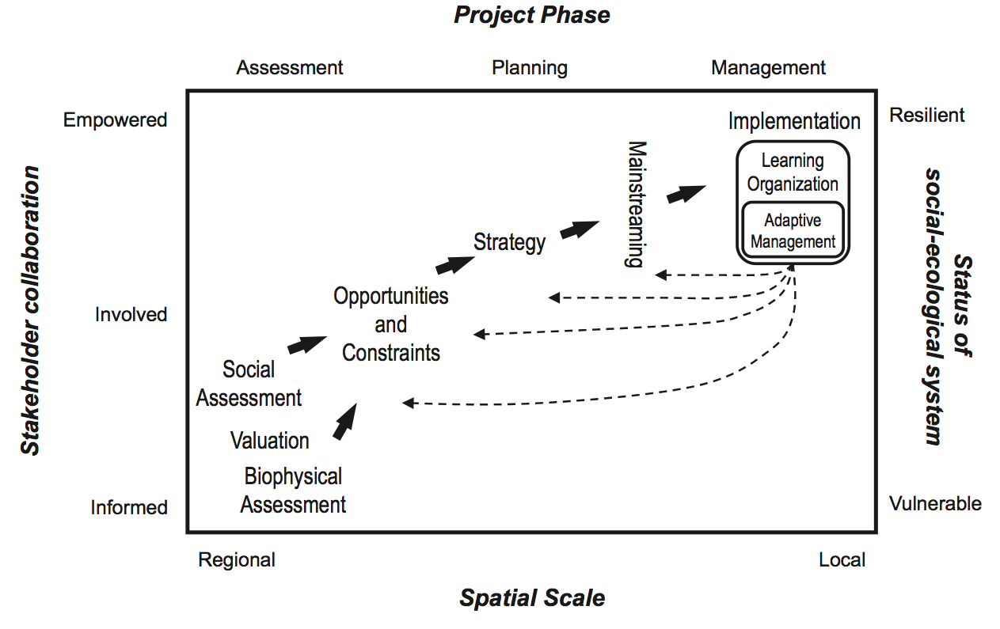 Project Phase
Assessment
Planning
Management
Empowered
Involved
Informed
Stakeholder collaboration
Resilient
Vulnerable
Status of
social-ecological system
Implementation
Learning
Organization
Adaptive
Management
Mainstreaming
Strategy
Opportunities
and
Constraints
Social
Assessment
Valuation
Biophysical
Assessment
Regional
Local
Spatial Scale